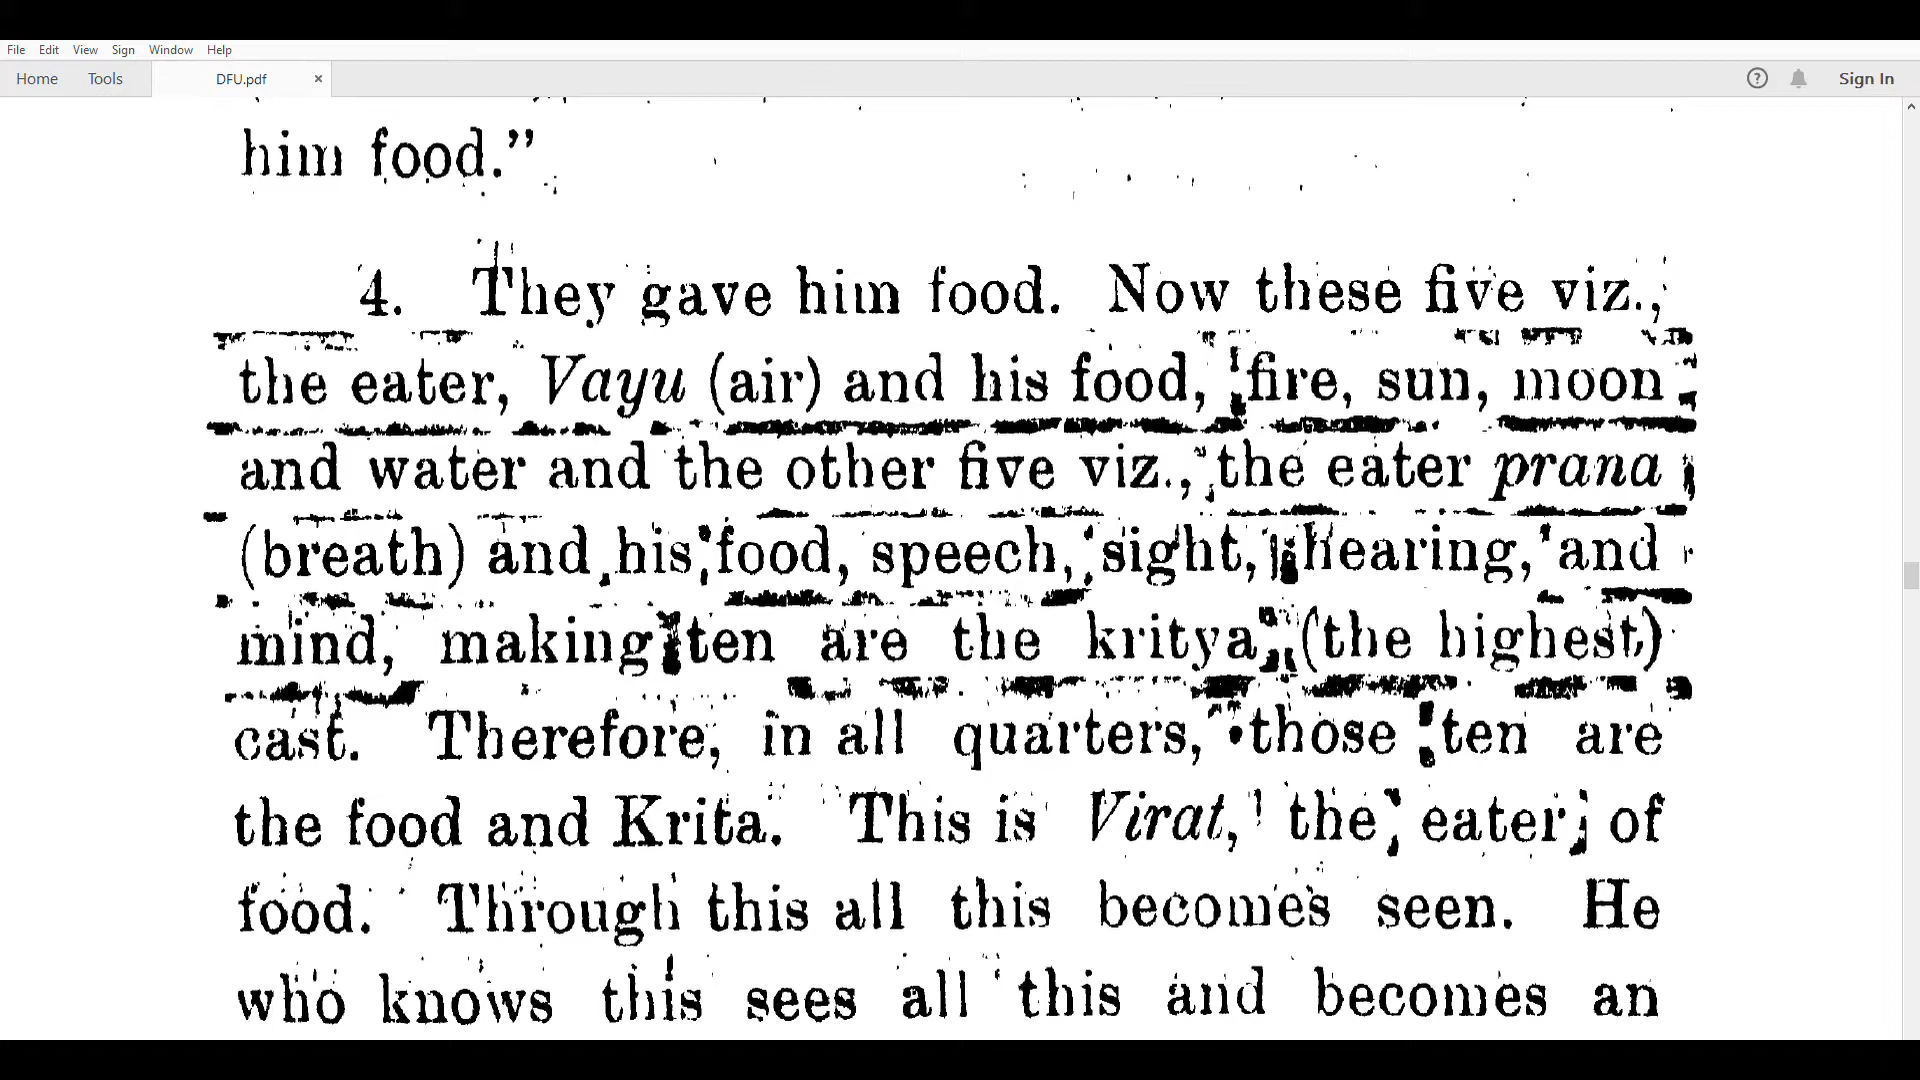 File Edit View Sign Window Help
Home Tools DFU.pdf × ? Sign In
him food.”
4. They gave him food. Now these five viz.,
the eater, Vayu (air) and his food, fire, sun, moon
and water and the other five viz., the eater prana
(breath) and his food, speech, sight, hearing, and
mind, making ten are the kritya (the highest)
cast. Therefore, in all quarters, those ten are
the food and Krita. This is Virat, the eater of
food. Through this all this becomes seen. He
who knows this sees all this and becomes an